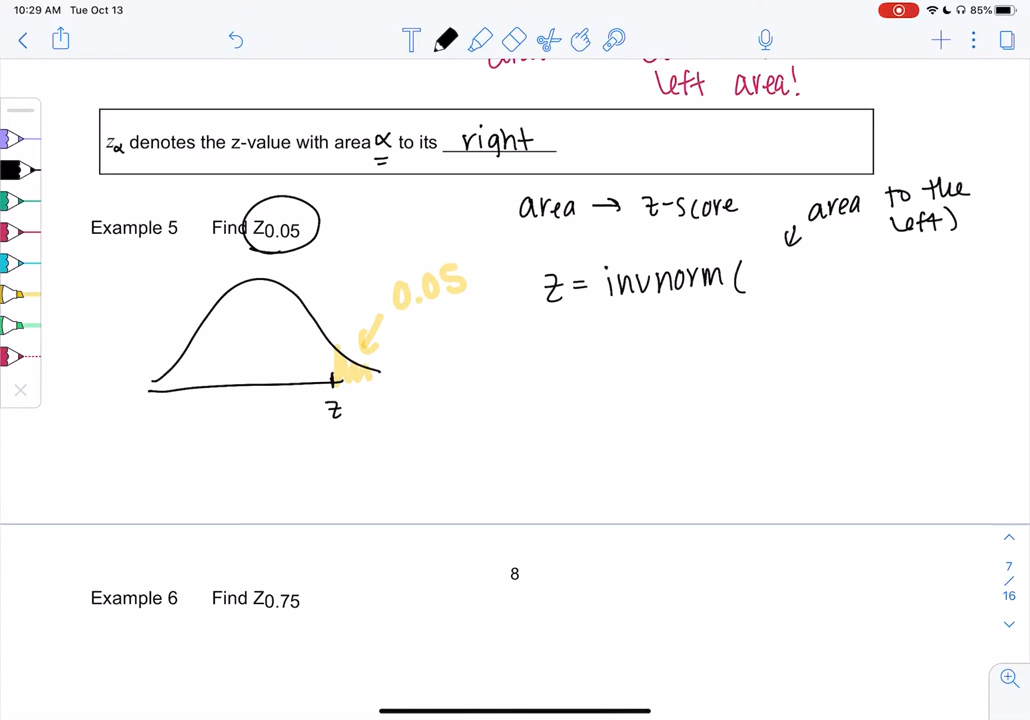 10:29 AM Tue Oct 13
85%
left area!
zα denotes the z-value with area α to its right
area → z-score
area to the left)
Example 5 Find Z0.05
0.05
z = invnorm(
z
7
/
16
8
Example 6 Find Z0.75